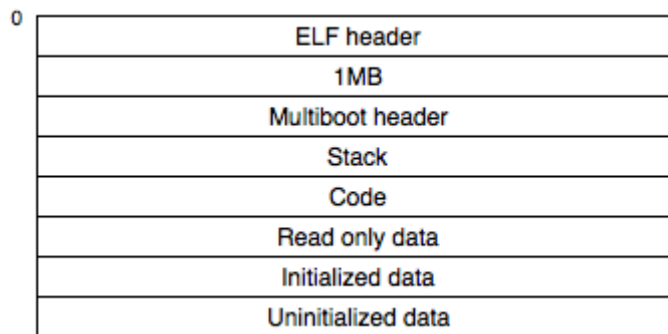 0
ELF header
1MB
Multiboot header
Stack
Code
Read only data
Initialized data
Uninitialized data